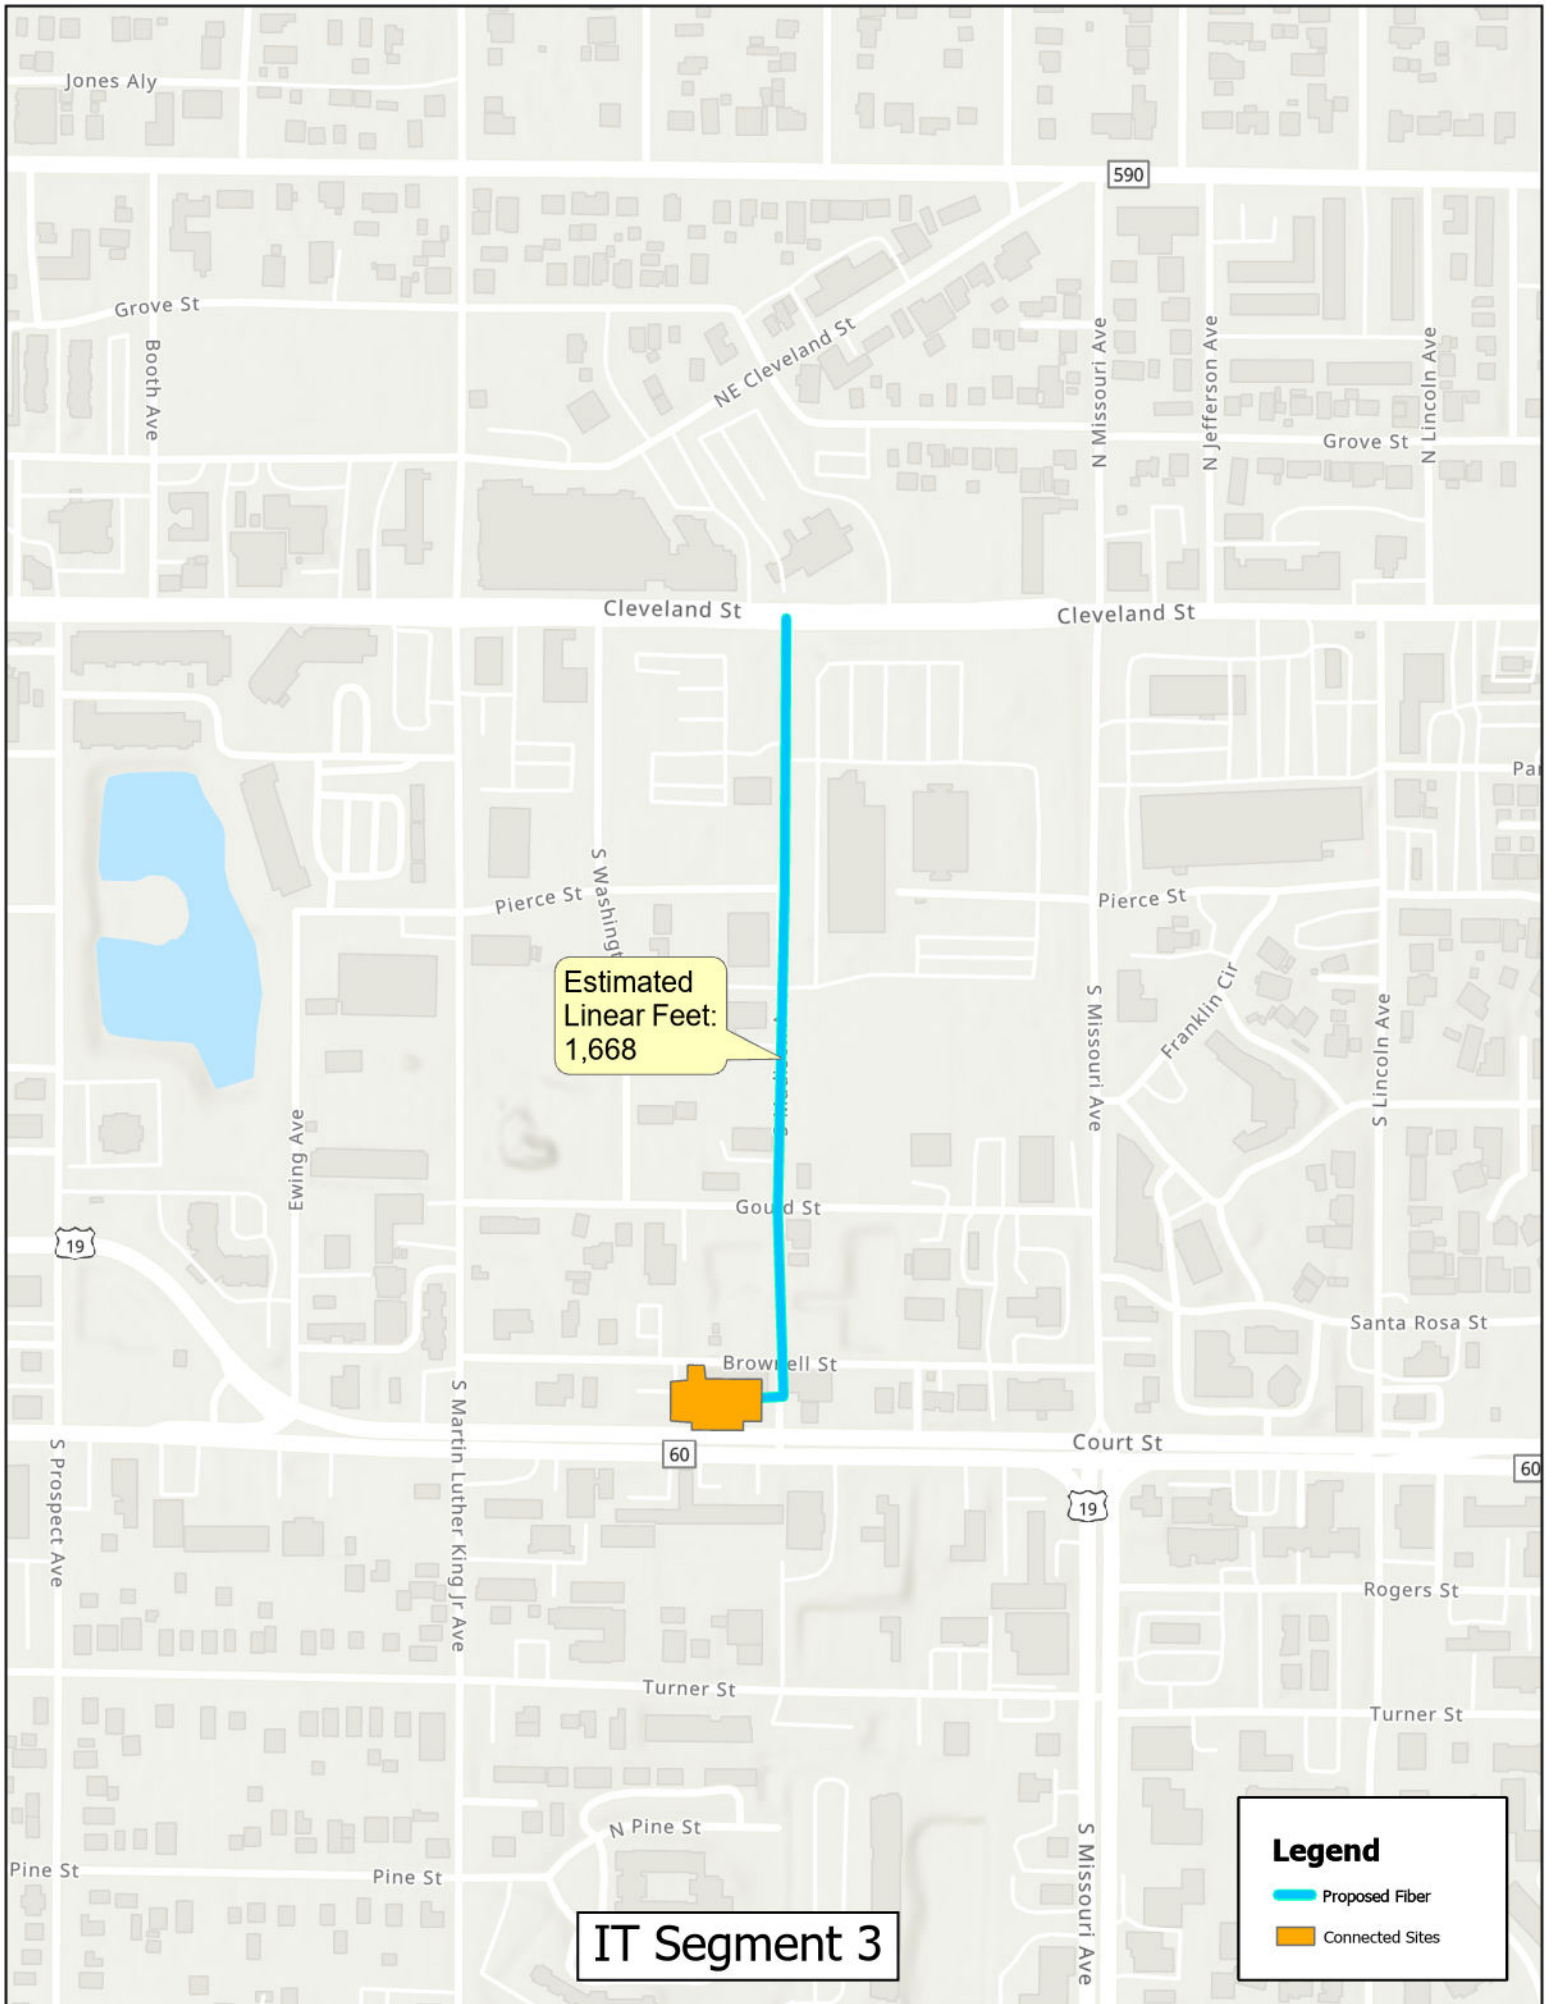 Jones Aly
590
Grove St
Booth Ave
NE Cleveland St
N Missouri Ave
N Jefferson Ave
N Lincoln Ave
Grove St
Cleveland St
Cleveland St
S Washingt
Pierce St
Pierce St
Estimated
Linear Feet:
1,668
S Missouri Ave
Franklin Cir
S Lincoln Ave
Ewing Ave
Gould St
19
Santa Rosa St
Brownell St
S Prospect Ave
S Martin Luther King Jr Ave
60
Court St
60
19
Rogers St
Turner St
Turner St
N Pine St
Pine St
Pine St
S Missouri Ave
IT Segment 3
Legend
Proposed Fiber
Connected Sites